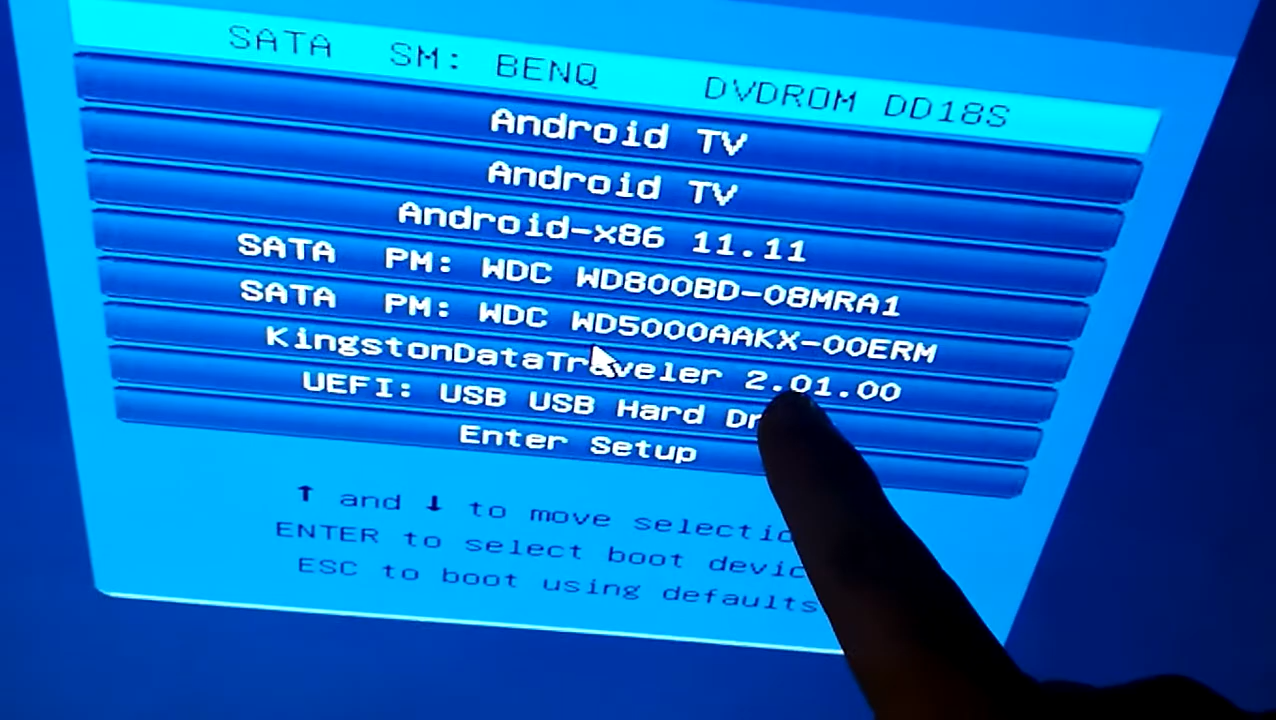 SATA SM: BENQ DVDROM DD18S
Android TV
Android TV
Android-x86 11.11
SATA PM: WDC WD800BD-08MRA1
SATA PM: WDC WD5000AAKX-00ERM
KingstonDataTraveler 2.01.00
UEFI: USB USB Hard
Enter Setup
↑ and ↓ to move
ENTER to select boot
ESC to boot using defaults